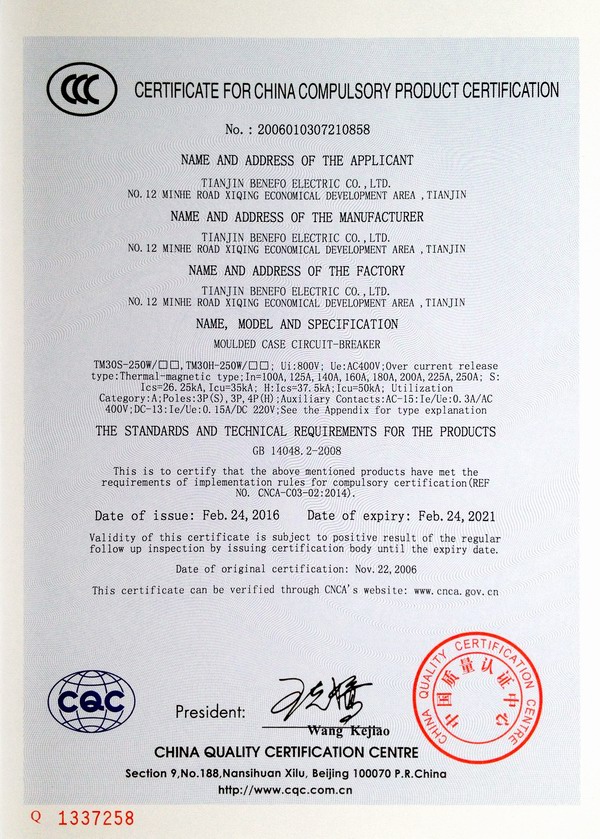 CCC CERTIFICATE FOR CHINA COMPULSORY PRODUCT CERTIFICATION
No. : 2006010307210858
NAME AND ADDRESS OF THE APPLICANT
TIANJIN BENEFO ELECTRIC CO.,LTD.
NO.12 MINHE ROAD XIQING ECONOMICAL DEVELOPMENT AREA ,TIANJIN
NAME AND ADDRESS OF THE MANUFACTURER
TIANJIN BENEFO ELECTRIC CO.,LTD.
NO.12 MINHE ROAD XIQING ECONOMICAL DEVELOPMENT AREA ,TIANJIN
NAME AND ADDRESS OF THE FACTORY
TIANJIN BENEFO ELECTRIC CO.,LTD.
NO.12 MINHE ROAD XIQING ECONOMICAL DEVELOPMENT AREA ,TIANJIN
NAME, MODEL AND SPECIFICATION
MOULDED CASE CIRCUIT-BREAKER
TM30S-250W/□□,TM30H-250W/□□; Ui:800V; Ue:AC400V;Over current release
type:Thermal-magnetic type;In=100A,125A,140A,160A,180A,200A,225A,250A; S:
Ics=26.25kA,Icu=35kA; H:Ics=37.5kA;Icu=50kA; Utilization
Category:A;Poles:3P(S),3P,4P(H);Auxiliary Contacts:AC-15:Ie/Ue:0.3A/AC
400V;DC-13:Ie/Ue:0.15A/DC 220V;See the Appendix for type explanation
THE STANDARDS AND TECHNICAL REQUIREMENTS FOR THE PRODUCTS
GB 14048.2-2008
This is to certify that the above mentioned products have met the
requirements of implementation rules for compulsory certification(REF
NO. CNCA-C03-02:2014).
Date of issue: Feb.24,2016 Date of expiry: Feb.24,2021
Validity of this certificate is subject to positive result of the regular
follow up inspection by issuing certification body until the expiry date.
Date of original certification: Nov.22,2006
This certificate can be verified through CNCA's website: www.cnca.gov.cn
CHINA QUALITY CERTIFICATION CENTRE
中国质量认证中心
CQC
President:
Wang Kejiao
CHINA QUALITY CERTIFICATION CENTRE
Section 9,No.188,Nansihuan Xilu, Beijing 100070 P.R.China
http://www.cqc.com.cn
Q 1337258